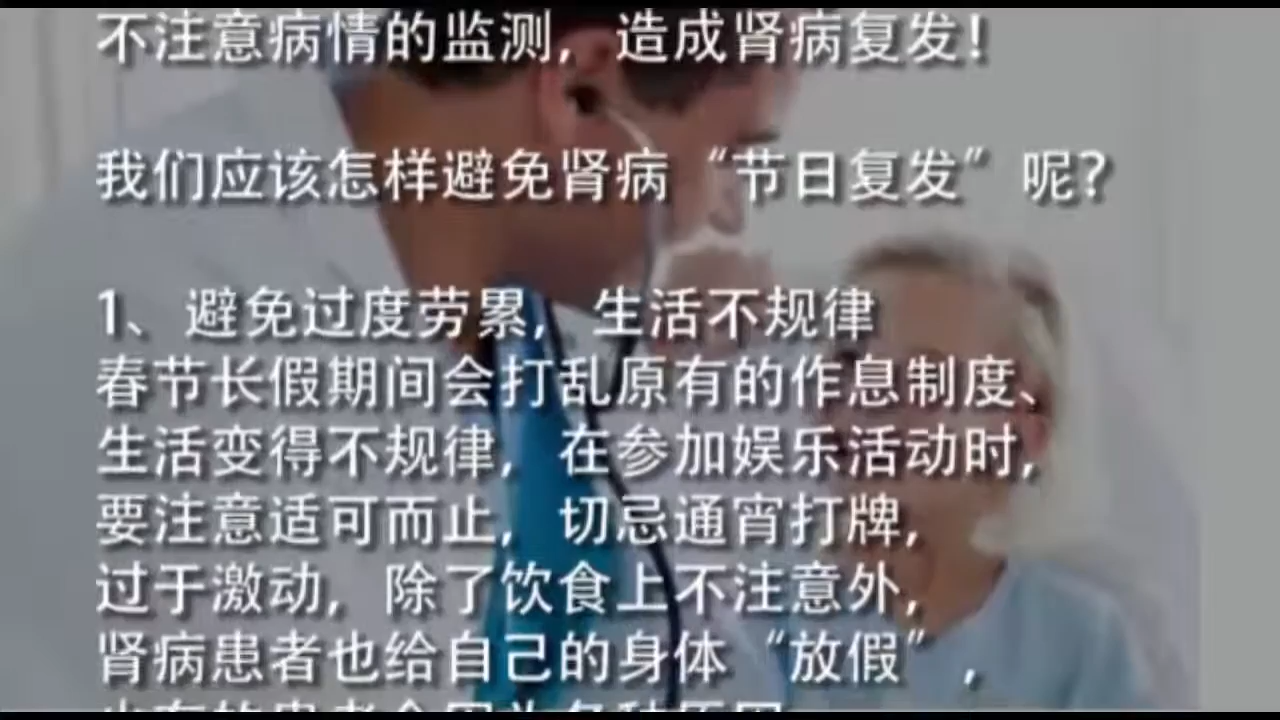 不注意病情的监测，造成肾病复发！
我们应该怎样避免肾病“节日复发”呢？
1、避免过度劳累，生活不规律
春节长假期间会打乱原有的作息制度、
生活变得不规律，在参加娱乐活动时，
要注意适可而止，切忌通宵打牌，
过于激动，除了饮食上不注意外，
肾病患者也给自己的身体“放假”，